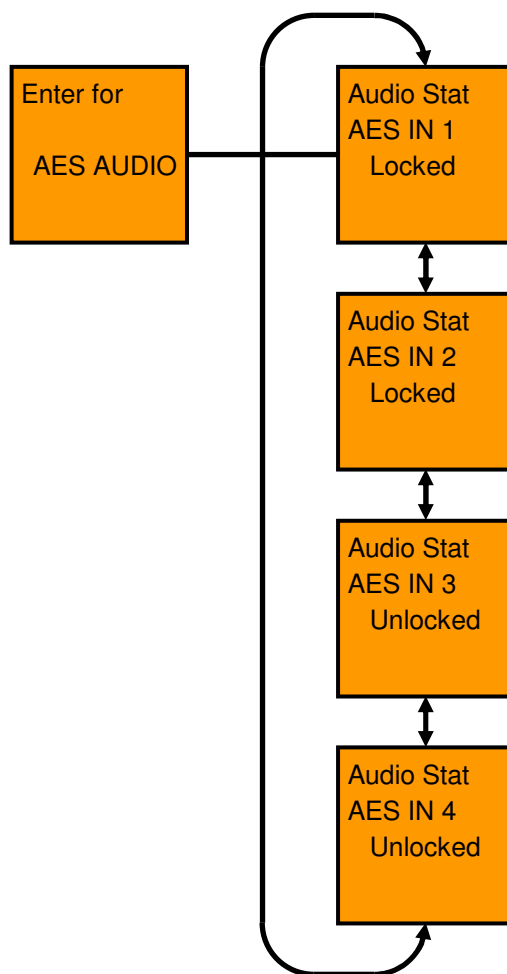 Enter for
AES AUDIO
Audio Stat
AES IN 1
Locked
Audio Stat
AES IN 2
Locked
Audio Stat
AES IN 3
Unlocked
Audio Stat
AES IN 4
Unlocked